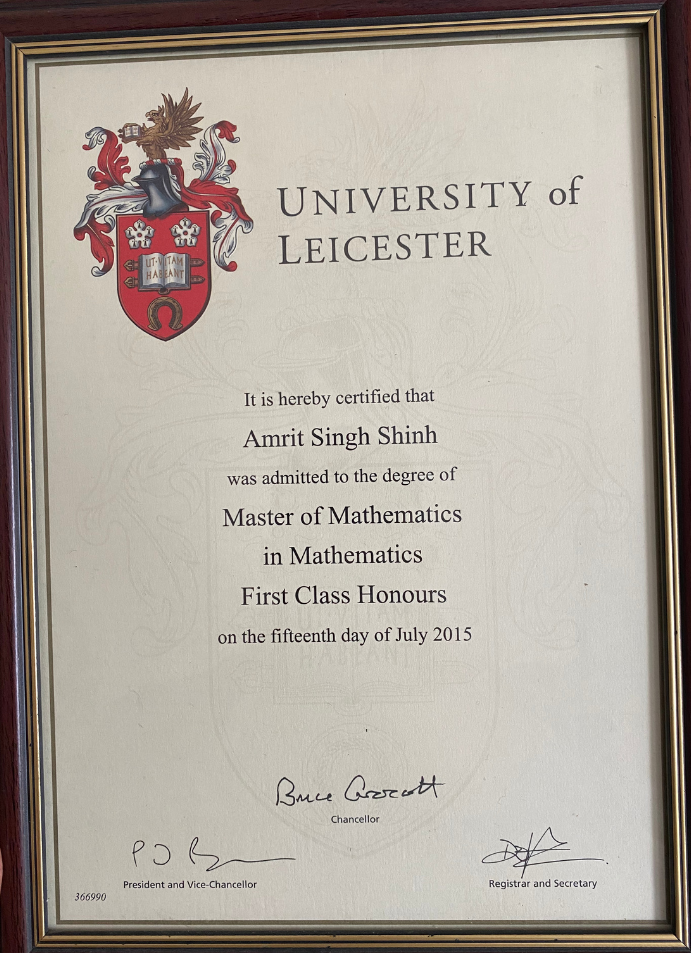 UNIVERSITY of
LEICESTER
UT·VITAM
HABEANT
It is hereby certified that
Amrit Singh Shinh
was admitted to the degree of
Master of Mathematics
in Mathematics
First Class Honours
on the fifteenth day of July 2015
HABEANT
Bruce
Chancellor
President and Vice-Chancellor
Registrar and Secretary
366990